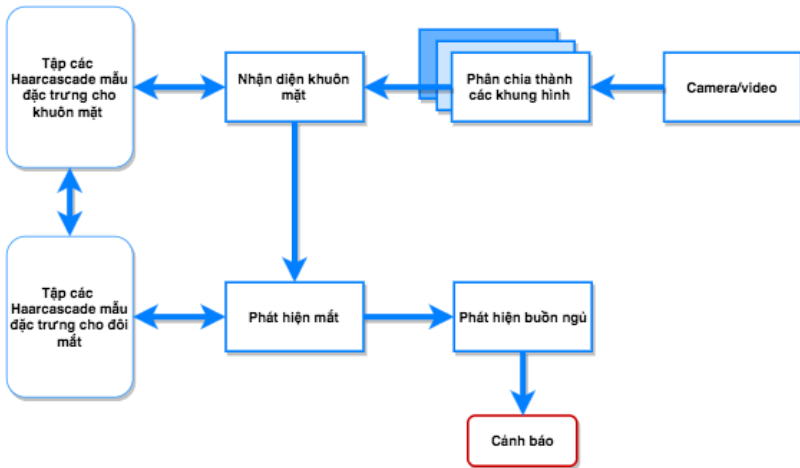 Tập các
Haarcascade mẫu
đặc trưng cho
khuôn mặt
Nhận diện khuôn
mặt
Phân chia thành
các khung hình
Camera/video
Tập các
Haarcascade mẫu
đặc trưng cho đôi
mắt
Phát hiện mắt
Phát hiện buồn ngủ
Cảnh báo